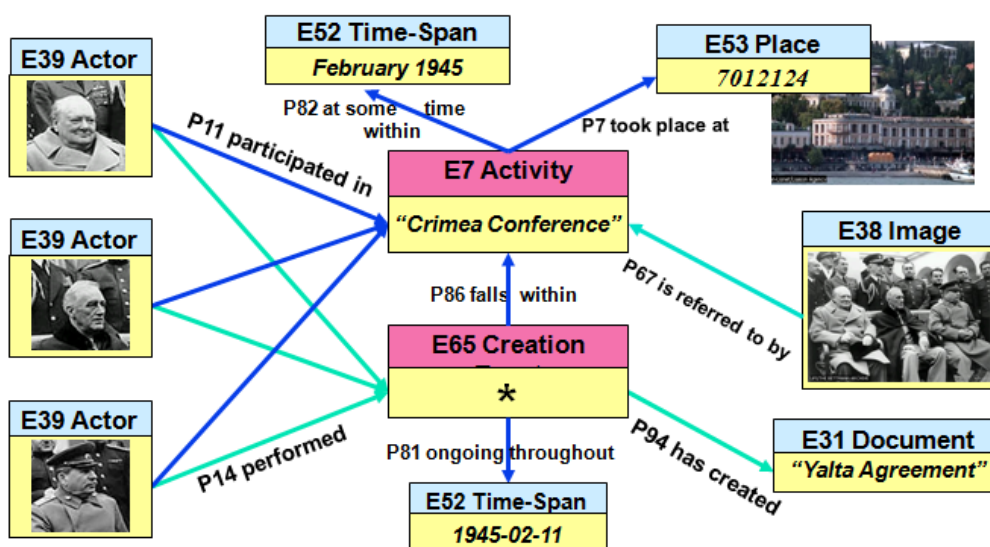 E52 Time-Span
February 1945
E53 Place
7012124
E39 Actor
P82 at some time
within
P7 took place at
P11 participated in
E7 Activity
“Crimea Conference”
E39 Actor
E38 Image
P86 falls within
P67 is referred to by
E65 Creation
*
E39 Actor
P14 performed
P81 ongoing throughout
P94 has created
E31 Document
“Yalta Agreement”
E52 Time-Span
1945-02-11